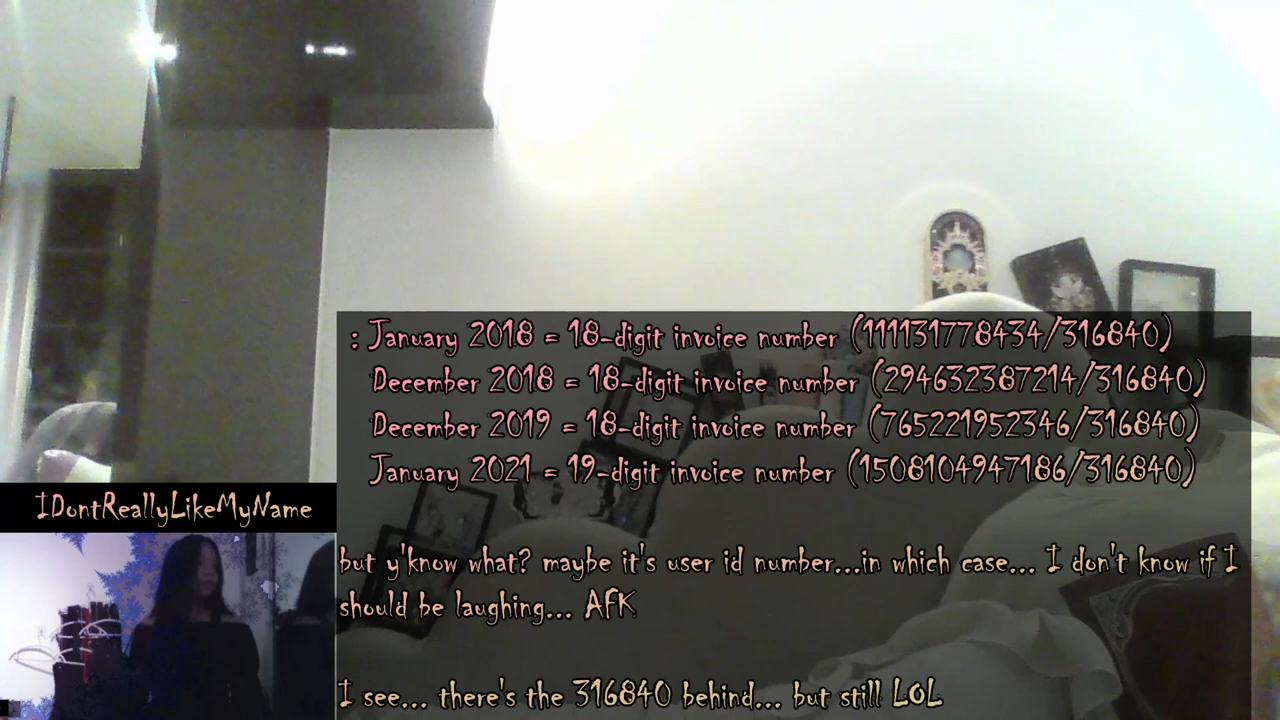 : January 2018 = 18-digit invoice number (111131778434/316840)
December 2018 = 18-digit invoice number (294632387214/316840)
December 2019 = 18-digit invoice number (765221952346/316840)
January 2021 = 19-digit invoice number (1508104947186/316840)
IDontReallyLikeMyName
but y'know what? maybe it's user id number...in which case... I don't know if I
should be laughing... AFK
I see... there's the 316840 behind... but still LOL